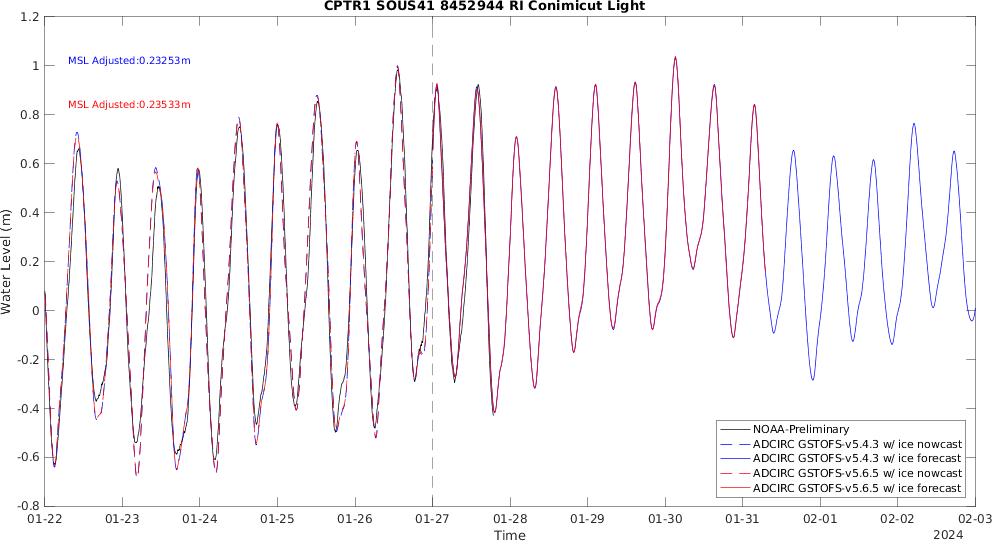 CPTR1 SOUS41 8452944 RI Conimicut Light
1.2
1
0.8
0.6
0.4
0.2
0
-0.2
-0.4
-0.6
-0.8
Water Level (m)
MSL Adjusted:0.23253m
MSL Adjusted:0.23533m
NOAA-Preliminary
ADCIRC GSTOFS-v5.4.3 w/ ice nowcast
ADCIRC GSTOFS-v5.4.3 w/ ice forecast
ADCIRC GSTOFS-v5.6.5 w/ ice nowcast
ADCIRC GSTOFS-v5.6.5 w/ ice forecast
01-22 01-23 01-24 01-25 01-26 01-27 01-28 01-29 01-30 01-31 02-01 02-02 02-03
Time
2024